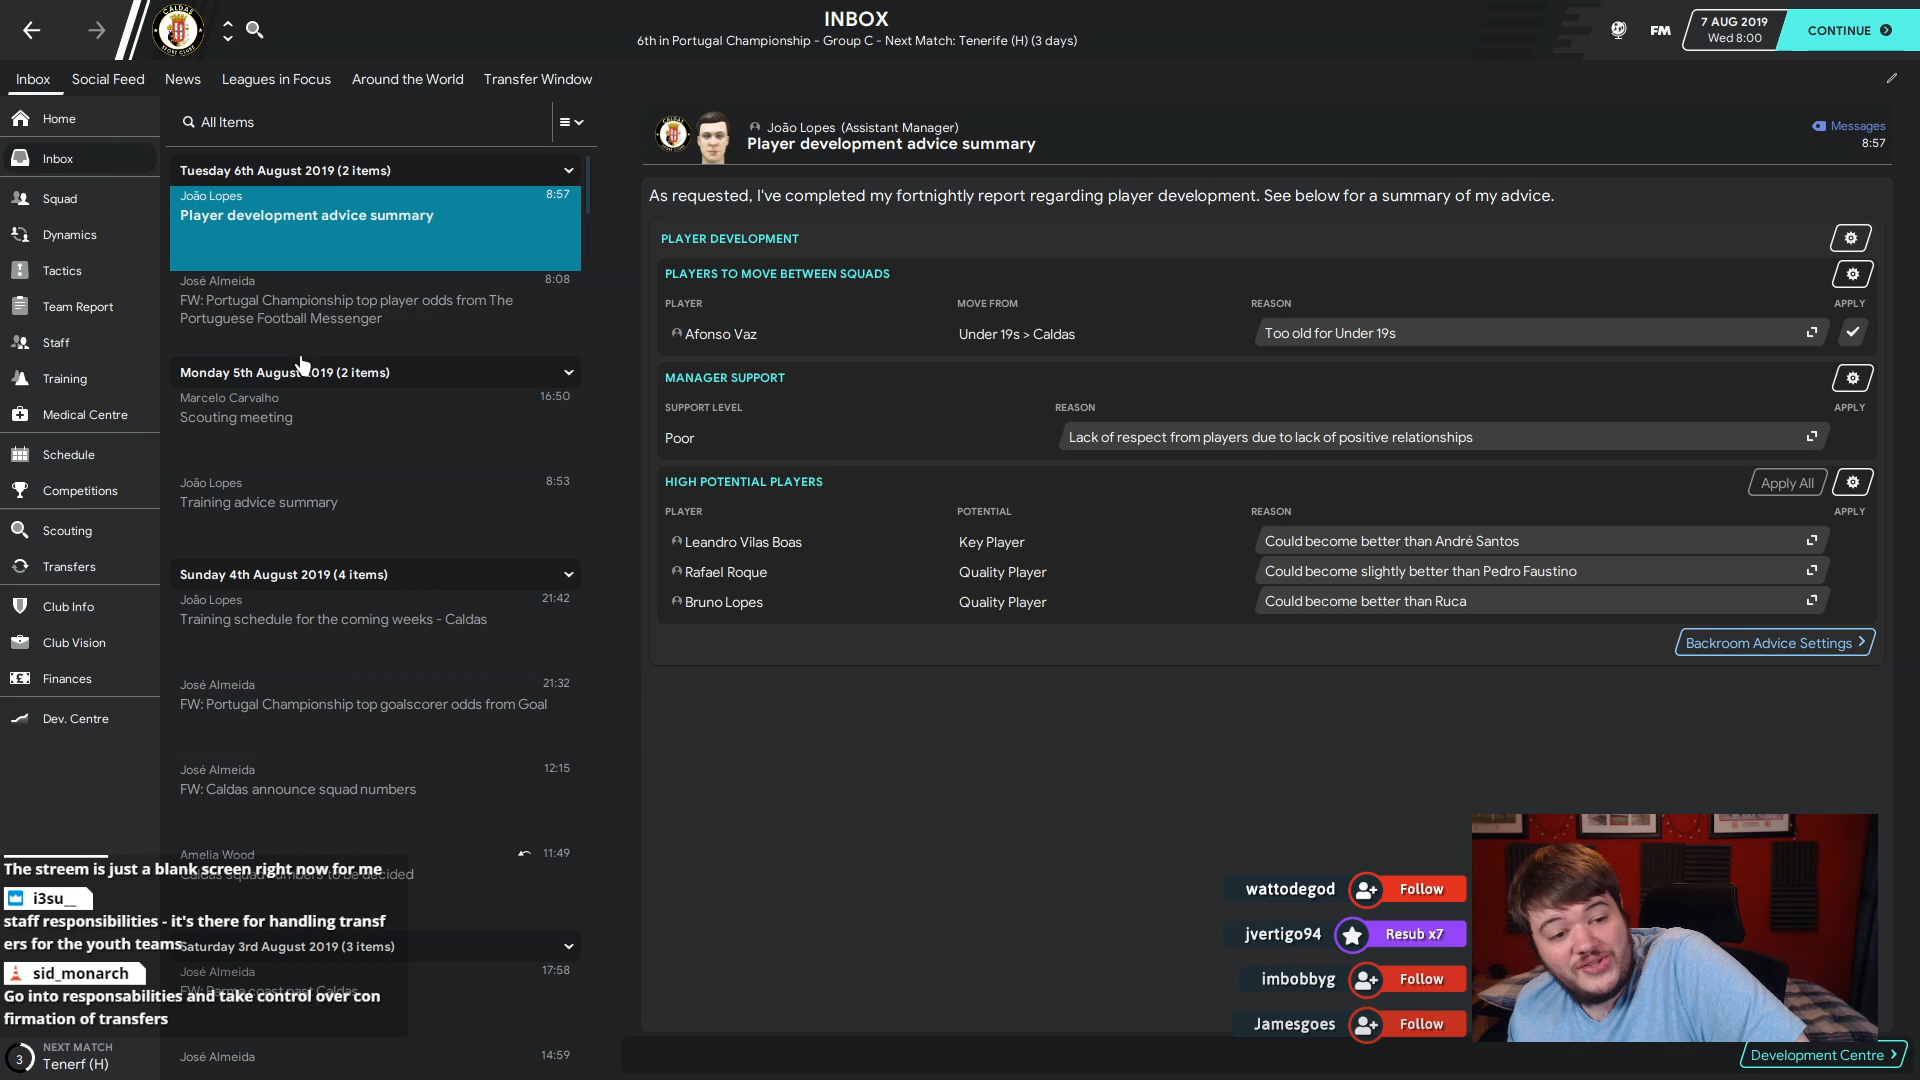 INBOX
6th in Portugal Championship - Group C - Next Match: Tenerife (H) (3 days)
FM
7 AUG 2019
Wed 8:00
CONTINUE
Inbox
Social Feed
News
Leagues in Focus
Around the World
Transfer Window
Home
Inbox
Squad
Dynamics
Tactics
Team Report
Staff
Training
Medical Centre
Schedule
Competitions
Scouting
Transfers
Club Info
Club Vision
Finances
Dev. Centre
All Items
Tuesday 6th August 2019 (2 items)
João Lopes 8:57
Player development advice summary
José Almeida 8:08
FW: Portugal Championship top player odds from The
Portuguese Football Messenger
Monday 5th August 2019 (2 items)
Marcelo Carvalho 16:50
Scouting meeting
João Lopes 8:53
Training advice summary
Sunday 4th August 2019 (4 items)
João Lopes 21:42
Training schedule for the coming weeks - Caldas
José Almeida 21:32
FW: Portugal Championship top goalscorer odds from Goal
José Almeida 12:15
FW: Caldas announce squad numbers
Amelia Wood 11:49
Caldas squad numbers to be decided
Saturday 3rd August 2019 (3 items)
José Almeida 17:58
FW: Parma coast past Caldas
José Almeida 14:59
The streem is just a blank screen right now for me
i3su__
staff responsibilities - it's there for handling transf
ers for the youth teams
sid_monarch
Go into responsabilities and take control over con
firmation of transfers
3
NEXT MATCH
Tenerf (H)
João Lopes (Assistant Manager)
Player development advice summary
Messages
8:57
As requested, I've completed my fortnightly report regarding player development. See below for a summary of my advice.
PLAYER DEVELOPMENT
PLAYERS TO MOVE BETWEEN SQUADS
PLAYER MOVE FROM REASON APPLY
Afonso Vaz Under 19s > Caldas Too old for Under 19s
MANAGER SUPPORT
SUPPORT LEVEL REASON APPLY
Poor Lack of respect from players due to lack of positive relationships
HIGH POTENTIAL PLAYERS Apply All
PLAYER POTENTIAL REASON APPLY
Leandro Vilas Boas Key Player Could become better than André Santos
Rafael Roque Quality Player Could become slightly better than Pedro Faustino
Bruno Lopes Quality Player Could become better than Ruca
Backroom Advice Settings
wattodegod Follow
jvertigo94 Resub x7
imbobbyg Follow
Jamesgoes Follow
Development Centre